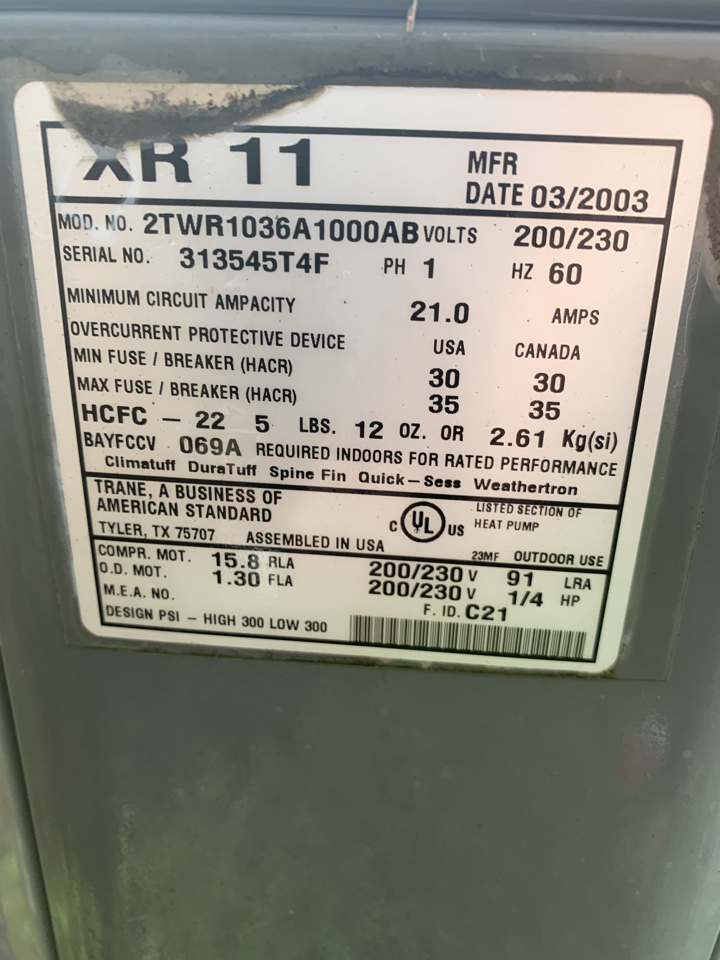 XR 11
MFR
DATE 03/2003
MOD. NO. 2TWR1036A1000AB VOLTS 200/230
SERIAL NO. 313545T4F PH 1 HZ 60
MINIMUM CIRCUIT AMPACITY 21.0 AMPS
OVERCURRENT PROTECTIVE DEVICE USA CANADA
MIN FUSE / BREAKER (HACR) 30 30
MAX FUSE / BREAKER (HACR) 35 35
HCFC - 22 5 LBS. 12 OZ. OR 2.61 Kg(si)
BAYFCCV 069A REQUIRED INDOORS FOR RATED PERFORMANCE
Climatuff DuraTuff Spine Fin Quick-Sess Weathertron
TRANE, A BUSINESS OF
AMERICAN STANDARD
TYLER, TX 75707 ASSEMBLED IN USA
C UL US
LISTED SECTION OF
HEAT PUMP
23MF OUTDOOR USE
COMPR. MOT. 15.8 RLA 200/230 V 91 LRA
O.D. MOT. 1.30 FLA 200/230 V 1/4 HP
M.E.A. NO. F. ID. C21
DESIGN PSI - HIGH 300 LOW 300